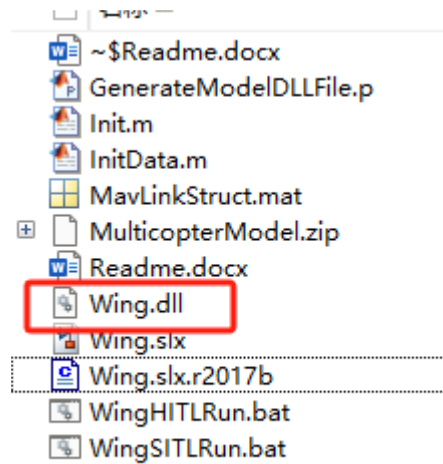 ~$Readme.docx
GenerateModelDLLFile.p
Init.m
InitData.m
MavLinkStruct.mat
MulticopterModel.zip
Readme.docx
Wing.dll
Wing.slx
Wing.slx.r2017b
WingHITLRun.bat
WingSITLRun.bat